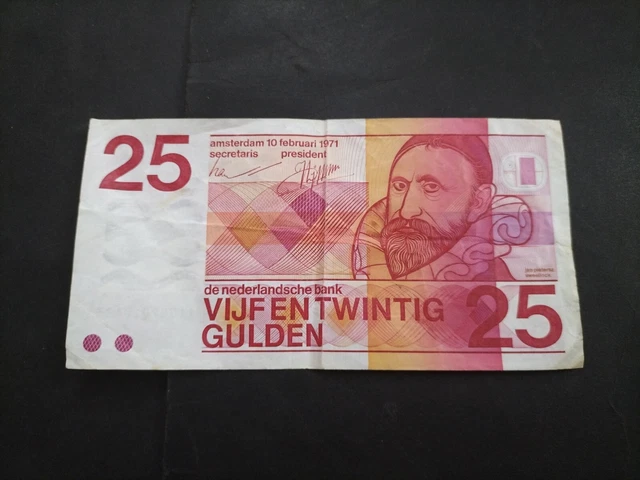 25
amsterdam 10 februari 1971
secretaris president
de nederlandsche bank
VIJFENTWINTIG
GULDEN
25